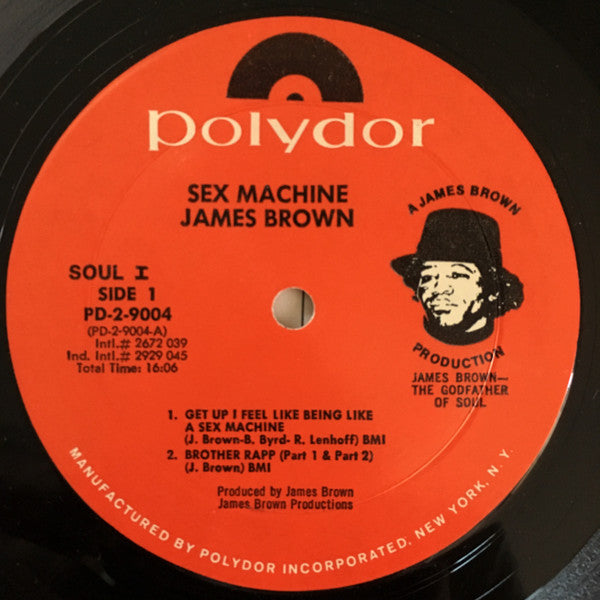 polydor
SEX MACHINE
JAMES BROWN
A JAMES BROWN
PRODUCTION
JAMES BROWN—
THE GODFATHER
OF SOUL
SOUL I
SIDE 1
PD-2-9004
(PD-2-9004-A)
Intl.# 2672 039
Ind. Intl.# 2929 045
Total Time: 16:06
1. GET UP I FEEL LIKE BEING LIKE
A SEX MACHINE
(J. Brown-B. Byrd- R. Lenhoff) BMI
2. BROTHER RAPP (Part 1 & Part 2)
(J. Brown) BMI
Produced by James Brown
James Brown Productions
MANUFACTURED BY POLYDOR INCORPORATED, NEW YORK, N.Y.